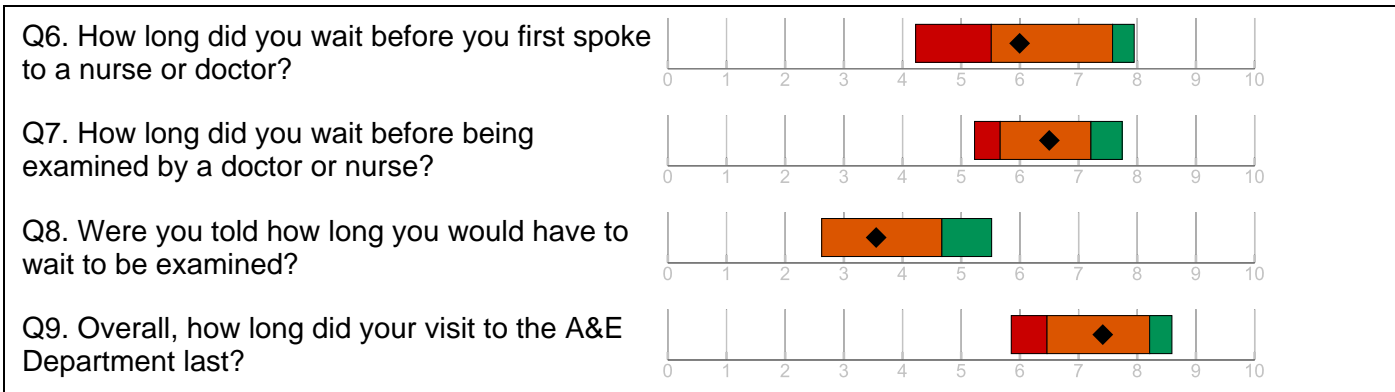 Q6. How long did you wait before you first spoke
to a nurse or doctor?
0 1 2 3 4 5 6 7 8 9 10
Q7. How long did you wait before being
examined by a doctor or nurse?
0 1 2 3 4 5 6 7 8 9 10
Q8. Were you told how long you would have to
wait to be examined?
0 1 2 3 4 5 6 7 8 9 10
Q9. Overall, how long did your visit to the A&E
Department last?
0 1 2 3 4 5 6 7 8 9 10